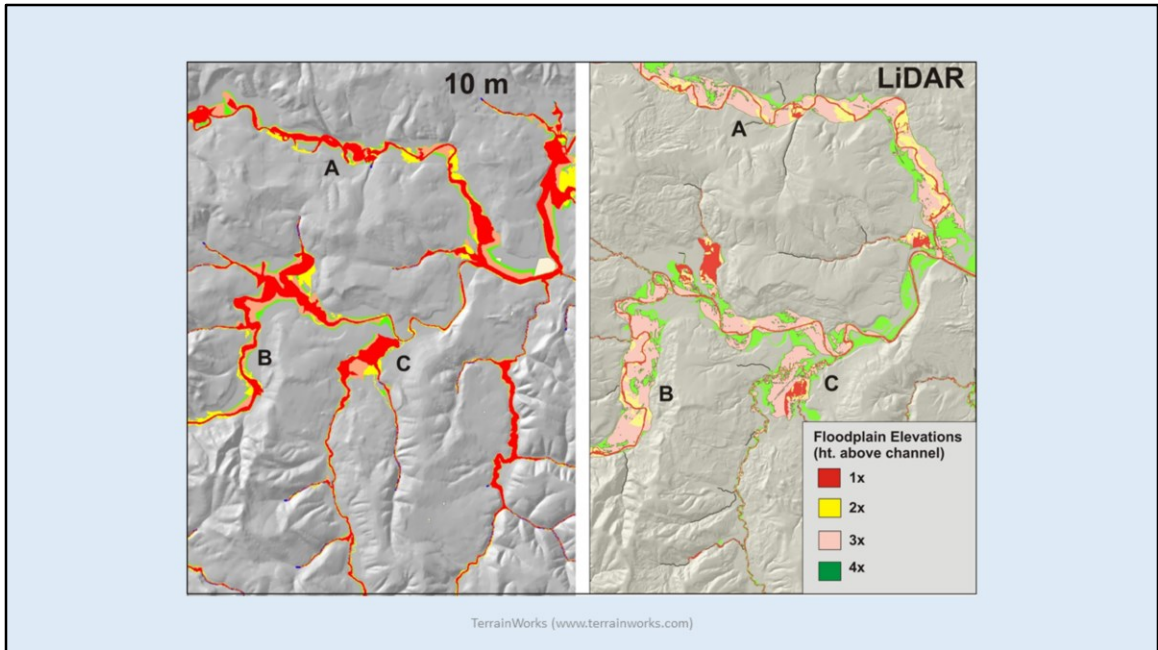 10 m
LiDAR
A
B
C
A
B
C
Floodplain Elevations
(ht. above channel)
1x
2x
3x
4x
TerrainWorks (www.terrainworks.com)